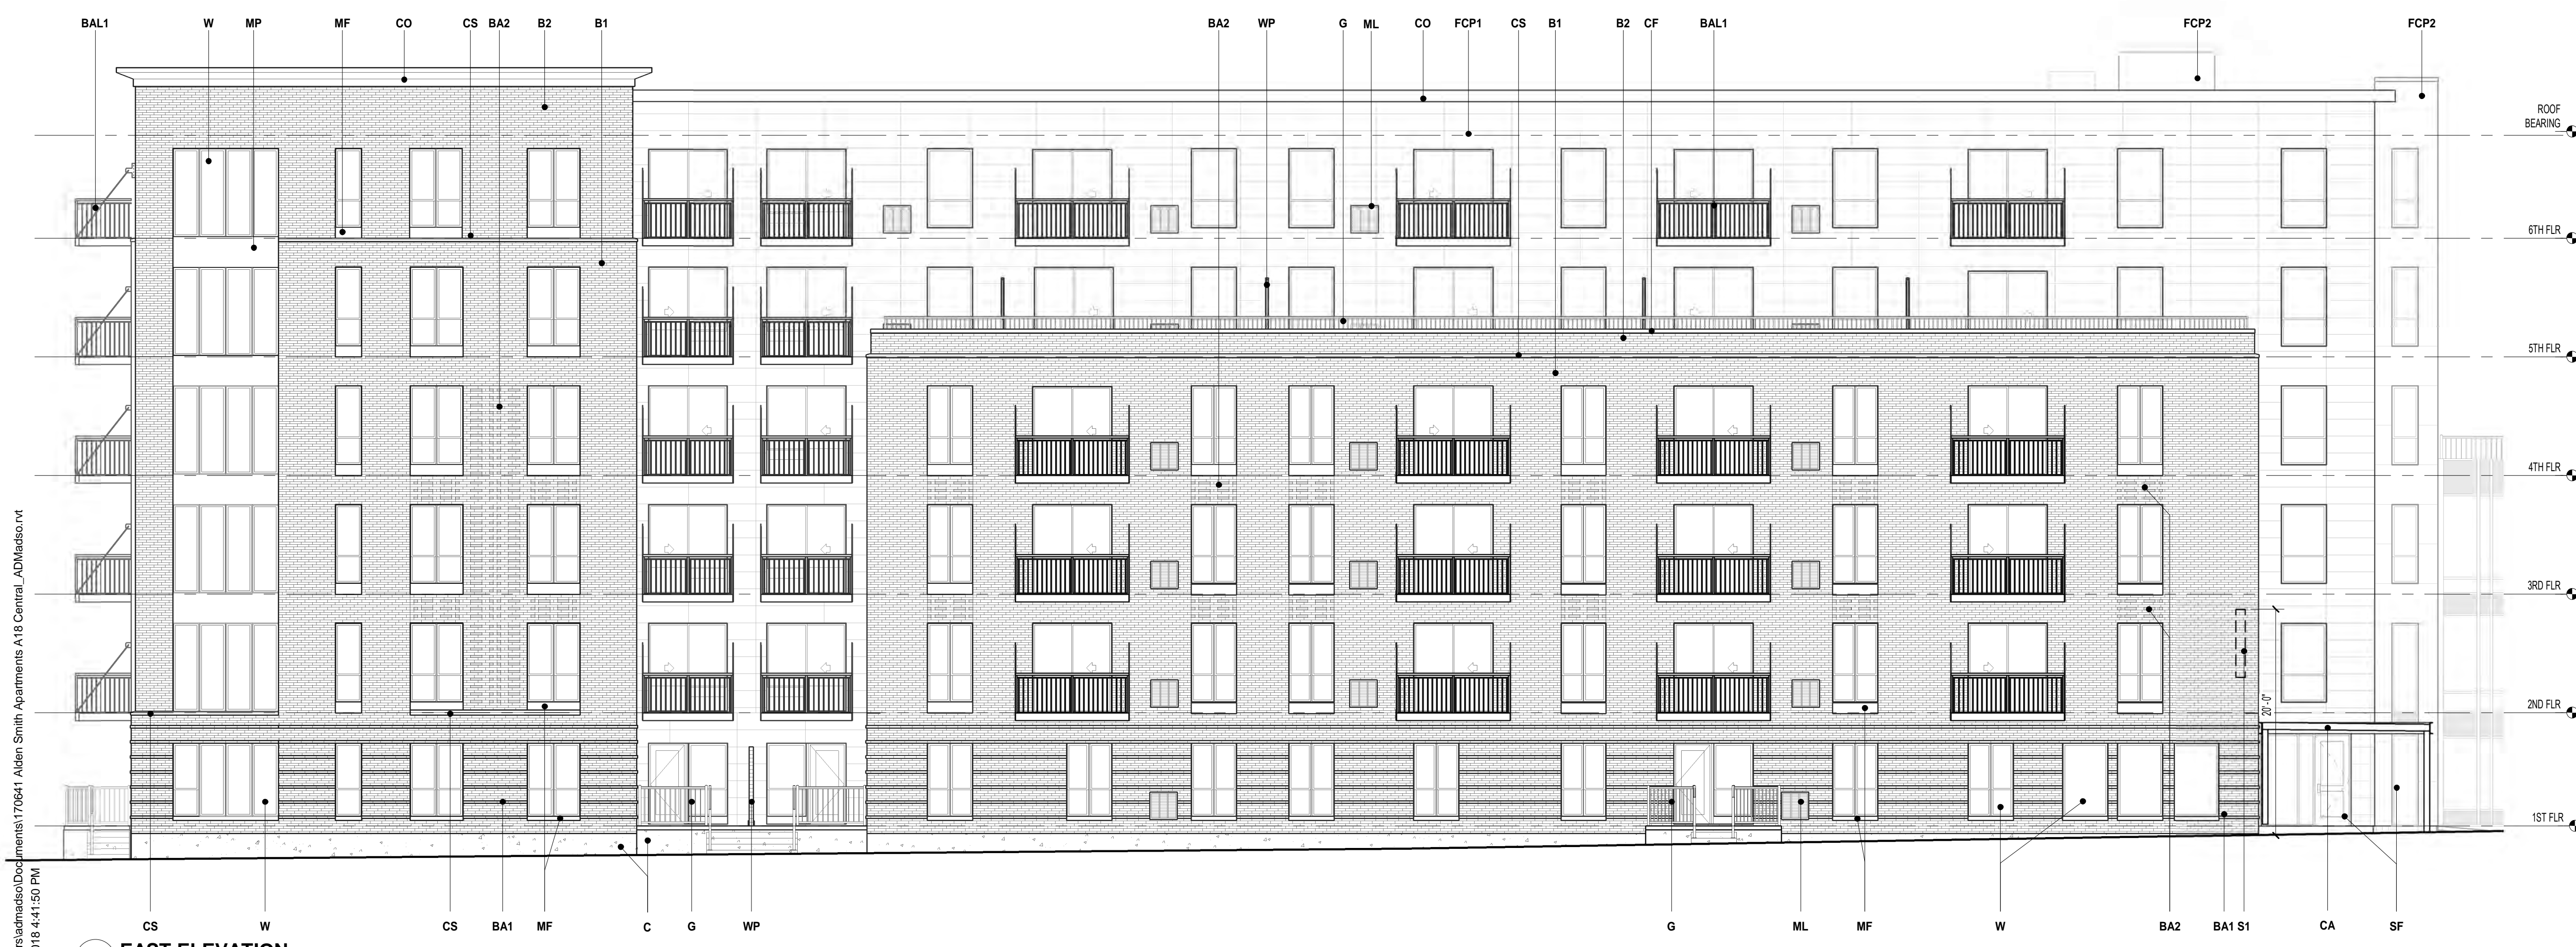 BAL1 W MP MF CO CS BA2 B2 B1 BA2 WP G ML CO FCP1 CS B1 B2 CF BAL1 FCP2 FCP2
ROOF
BEARING
6TH FLR
5TH FLR
4TH FLR
3RD FLR
20'-0"
2ND FLR
1ST FLR
CS W CS BA1 MF C G WP G ML MF W BA2 BA1 S1 CA SF
rs\admadso\Documents\170641 Alden Smith Apartments A18 Central_ADMadso.rvt
018 4:41:50 PM
EAST ELEVATION